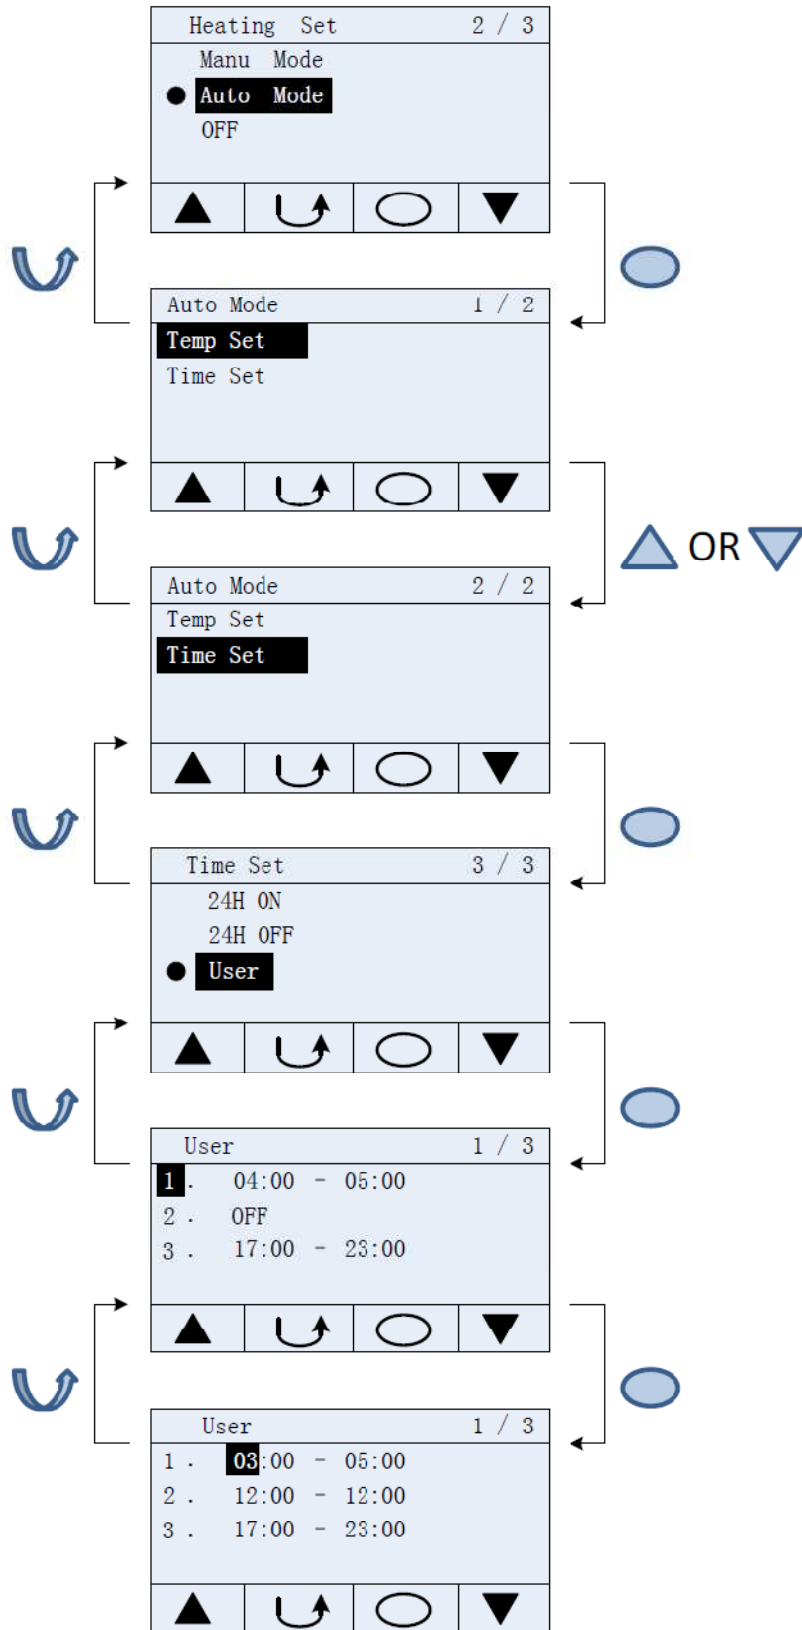 Heating Set 2 / 3
Manu Mode
Auto Mode
OFF
Auto Mode 1 / 2
Temp Set
Time Set
OR
Auto Mode 2 / 2
Temp Set
Time Set
Time Set 3 / 3
24H ON
24H OFF
User
User 1 / 3
1. 04:00 - 05:00
2. OFF
3. 17:00 - 23:00
User 1 / 3
1. 03:00 - 05:00
2. 12:00 - 12:00
3. 17:00 - 23:00